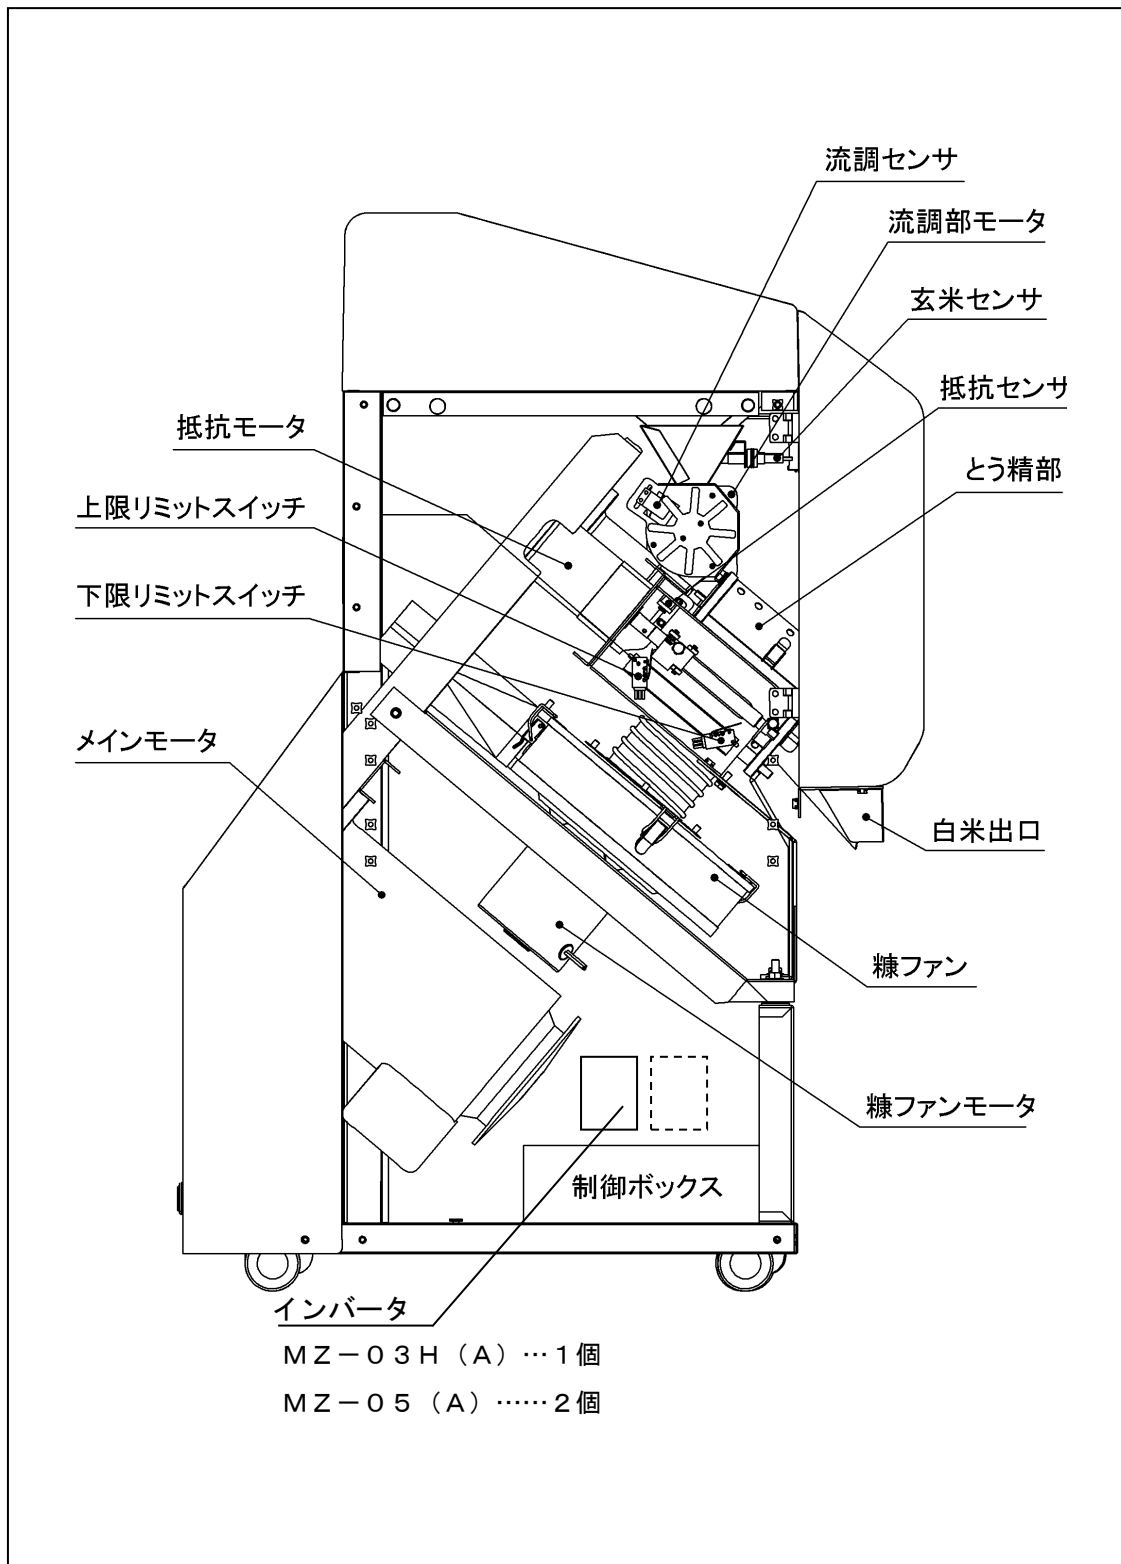 流調センサ
流調部モータ
玄米センサ
抵抗センサ
とう精部
抵抗モータ
上限リミットスイッチ
下限リミットスイッチ
メインモータ
白米出口
糠ファン
糠ファンモータ
制御ボックス
インバータ
ＭＺ－０３Ｈ（Ａ）…１個
ＭＺ－０５（Ａ）……２個